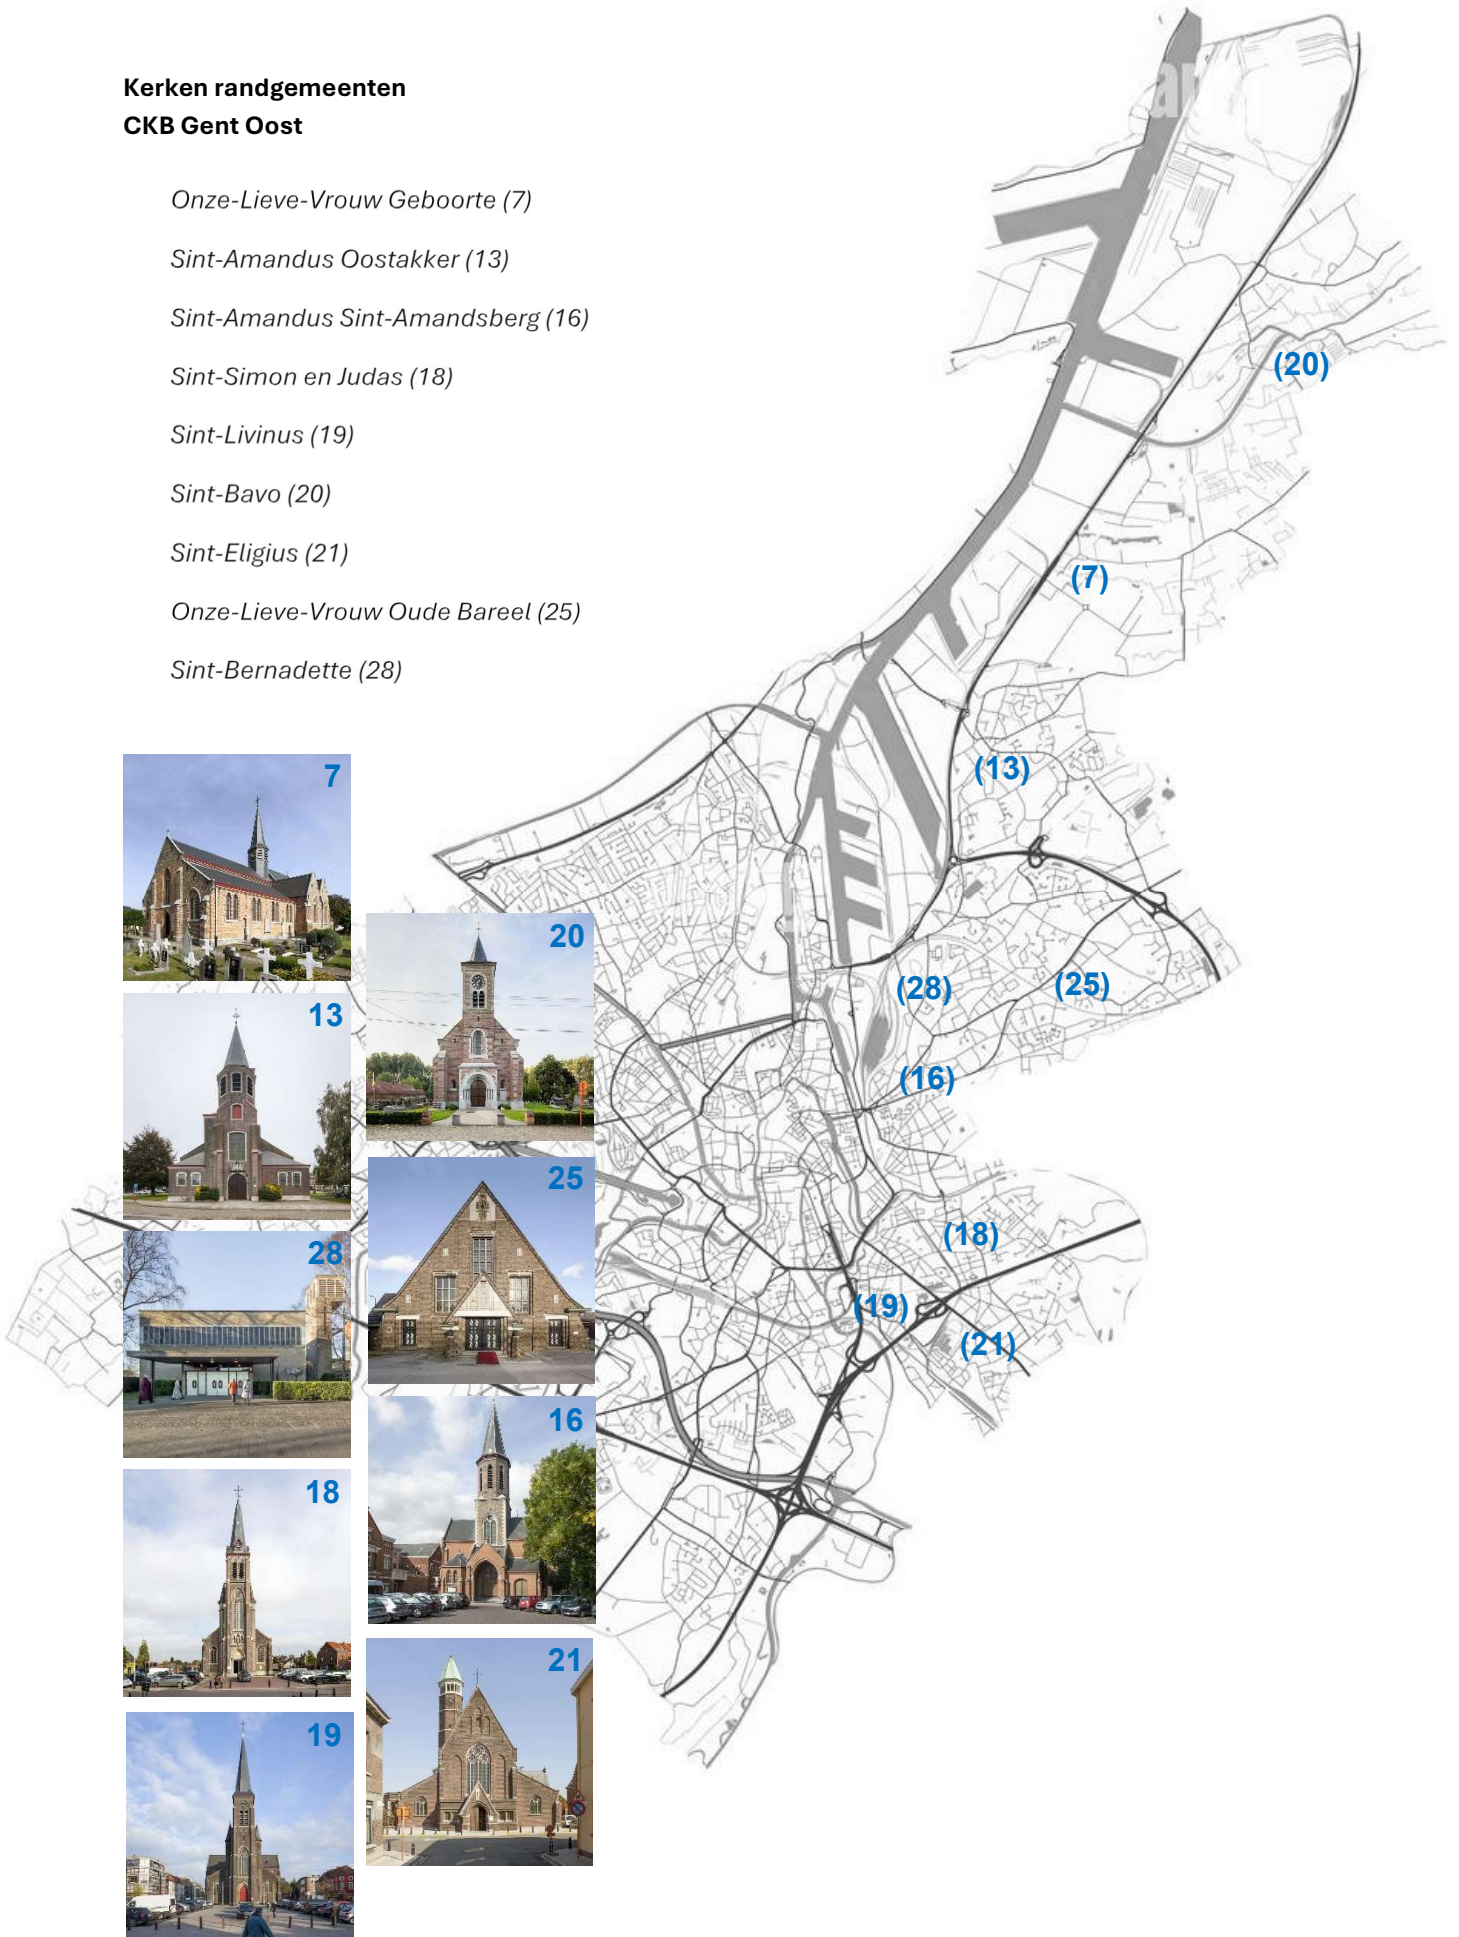 Kerken randgemeenten
CKB Gent Oost
Onze-Lieve-Vrouw Geboorte (7)
Sint-Amandus Oostakker (13)
Sint-Amandus Sint-Amandsberg (16)
Sint-Simon en Judas (18)
Sint-Livinus (19)
Sint-Bavo (20)
Sint-Eligius (21)
Onze-Lieve-Vrouw Oude Bareel (25)
Sint-Bernadette (28)
(20)
(7)
(13)
(28)
(25)
(16)
(18)
(19)
(21)
7
20
13
25
28
16
18
21
19